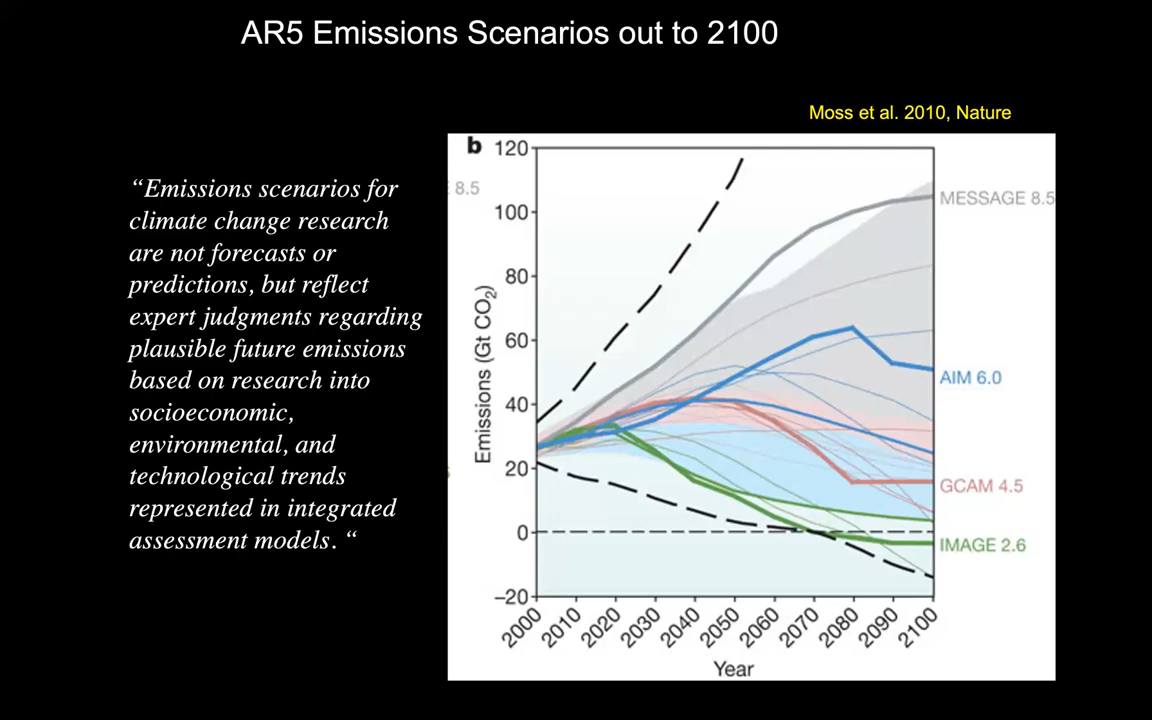 AR5 Emissions Scenarios out to 2100
Moss et al. 2010, Nature
“Emissions scenarios for
climate change research
are not forecasts or
predictions, but reflect
expert judgments regarding
plausible future emissions
based on research into
socioeconomic,
environmental, and
technological trends
represented in integrated
assessment models. “
b
8.5
120
100
80
60
40
20
0
–20
Emissions (Gt CO2)
MESSAGE 8.5
AIM 6.0
GCAM 4.5
IMAGE 2.6
2000
2010
2020
2030
2040
2050
2060
2070
2080
2090
2100
Year